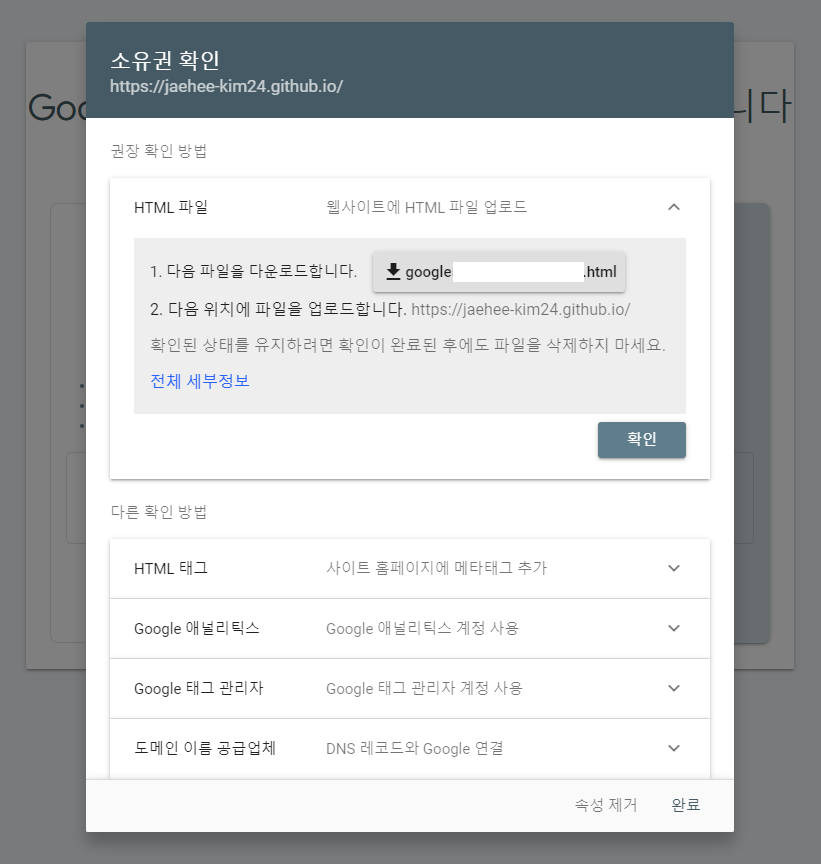 소유권 확인
https://jaehee-kim24.github.io/
Goo
니다
권장 확인 방법
HTML 파일 웹사이트에 HTML 파일 업로드
1. 다음 파일을 다운로드합니다. google .html
2. 다음 위치에 파일을 업로드합니다. https://jaehee-kim24.github.io/
확인된 상태를 유지하려면 확인이 완료된 후에도 파일을 삭제하지 마세요.
전체 세부정보
확인
다른 확인 방법
HTML 태그 사이트 홈페이지에 메타태그 추가
Google 애널리틱스 Google 애널리틱스 계정 사용
Google 태그 관리자 Google 태그 관리자 계정 사용
도메인 이름 공급업체 DNS 레코드와 Google 연결
속성 제거 완료